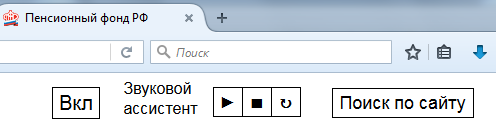 Пенсионный фонд РФ
Поиск
Вкл
Звуковой
ассистент
Поиск по сайту